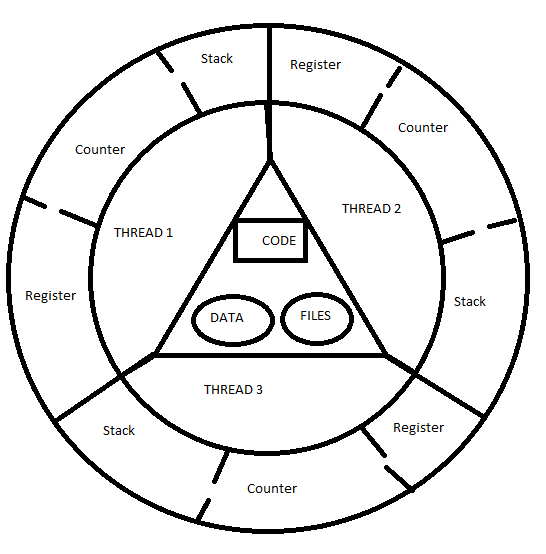 Stack
Register
Counter
Counter
THREAD 1
THREAD 2
CODE
Register
Stack
DATA
FILES
THREAD 3
Stack
Register
Counter